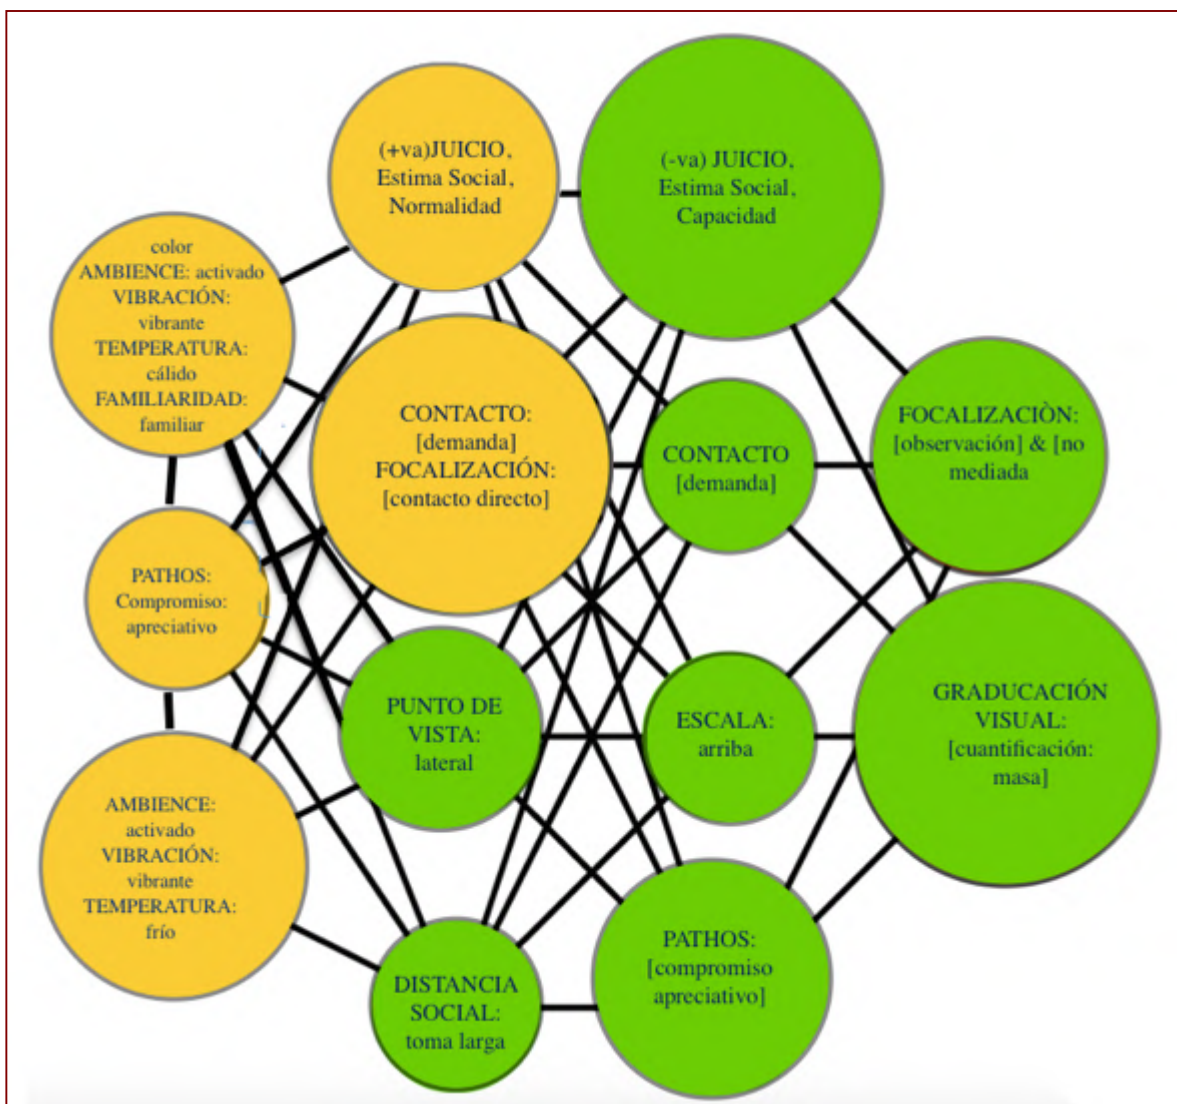 (+va)JUICIO,
Estima Social,
Normalidad
(-va) JUICIO,
Estima Social,
Capacidad
color
AMBIENCE: activado
VIBRACIÓN:
vibrante
TEMPERATURA:
cálido
FAMILIARIDAD:
familiar
CONTACTO:
[demanda]
FOCALIZACIÓN:
[contacto directo]
CONTACTO
[demanda]
FOCALIZACIÒN:
[observación] & [no
mediada
PATHOS:
Compromiso:
apreciativo
PUNTO DE
VISTA:
lateral
ESCALA:
arriba
GRADUCACIÓN
VISUAL:
[cuantificación:
masa]
AMBIENCE:
activado
VIBRACIÓN:
vibrante
TEMPERATURA:
frío
DISTANCIA
SOCIAL:
toma larga
PATHOS:
[compromiso
apreciativo]